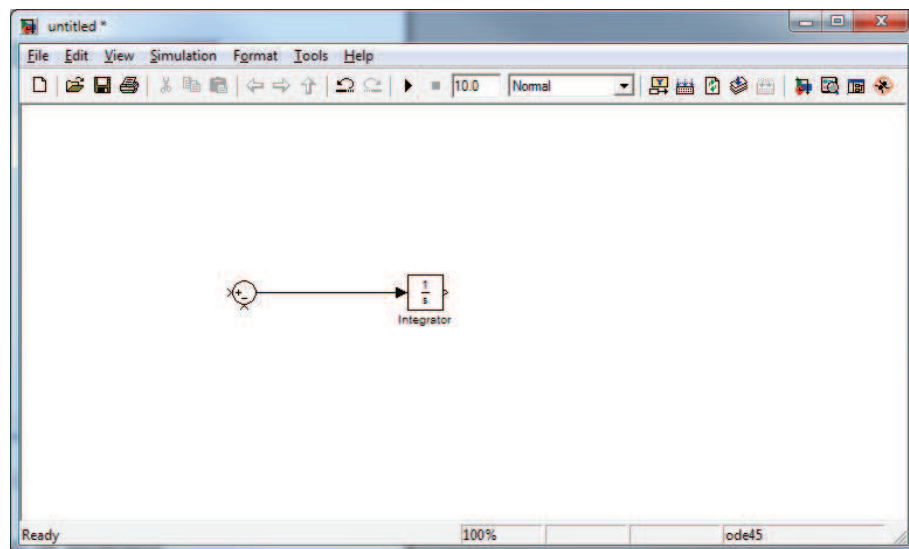 untitled *
File Edit View Simulation Format Tools Help
10.0 Normal
+
-
1
s
Integrator
Ready 100% ode45